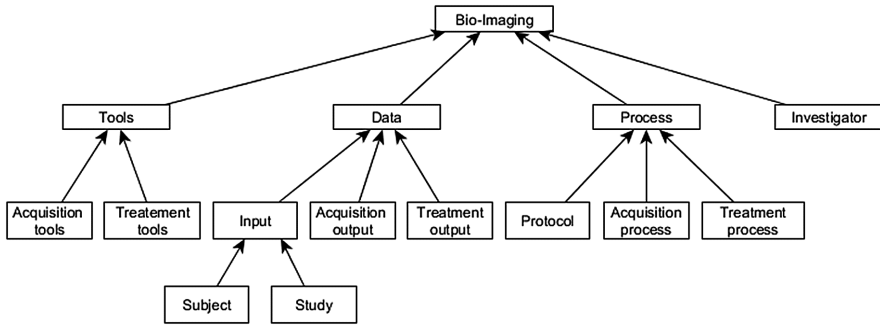 Bio-Imaging
Tools
Data
Process
Investigator
Acquisition
tools
Treatement
tools
Input
Acquisition
output
Treatment
output
Protocol
Acquisition
process
Treatment
process
Subject
Study